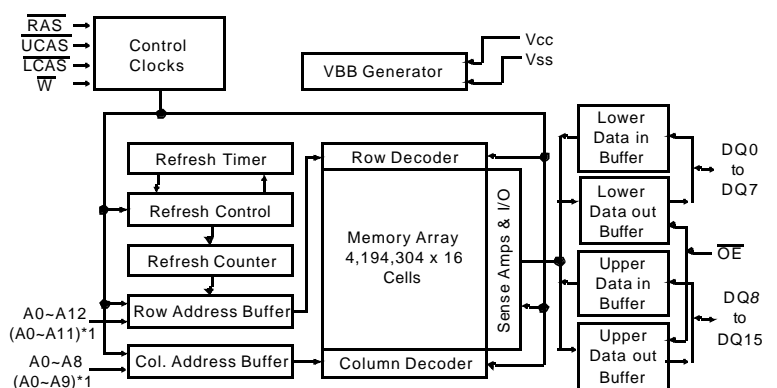 RAS
UCAS
LCAS
W
Control
Clocks
VBB Generator
Vcc
Vss
Refresh Timer
Refresh Control
Refresh Counter
Row Address Buffer
Col. Address Buffer
A0~A12
(A0~A11)*1
A0~A8
(A0~A9)*1
Row Decoder
Memory Array
4,194,304 x 16
Cells
Column Decoder
Sense Amps & I/O
Lower
Data in
Buffer
Lower
Data out
Buffer
Upper
Data in
Buffer
Upper
Data out
Buffer
DQ0
to
DQ7
OE
DQ8
to
DQ15